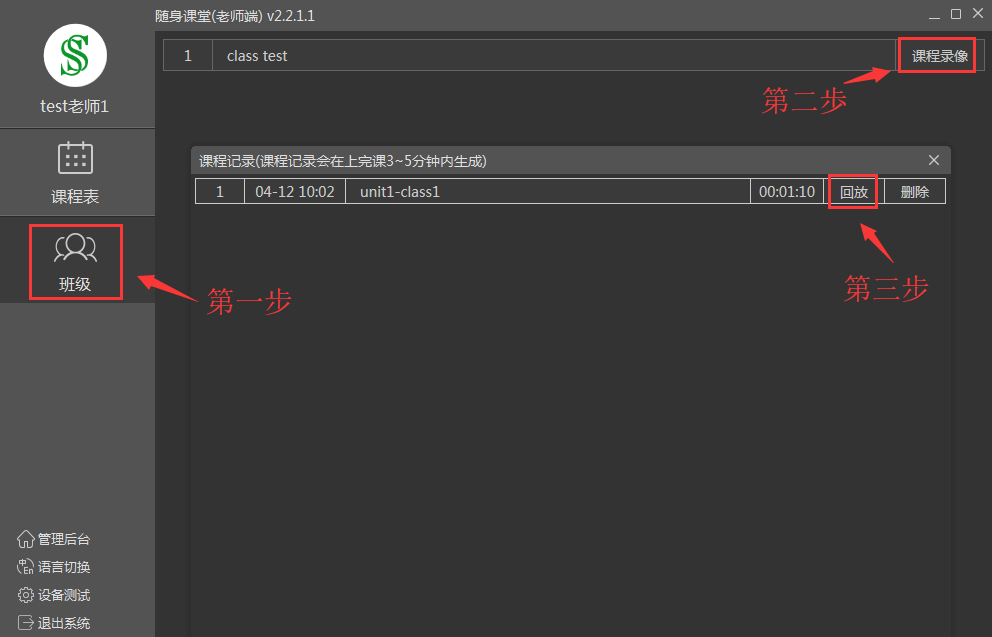 随身课堂(老师端) v2.2.1.1
test老师1
课程表
班级
第一步
1 class test 课程录像
第二步
课程记录(课程记录会在上完课3~5分钟内生成)
1 04-12 10:02 unit1-class1 00:01:10 回放 删除
第三步
管理后台
语言切换
设备测试
退出系统